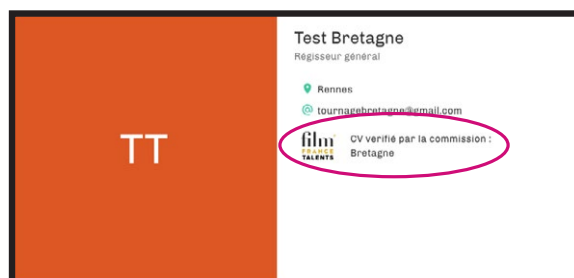 Test Bretagne
Régisseur général
Rennes
@ tournagebretagne@gmail.com
TT
film
FRANCE
TALENTS
CV verifié par la commission :
Bretagne